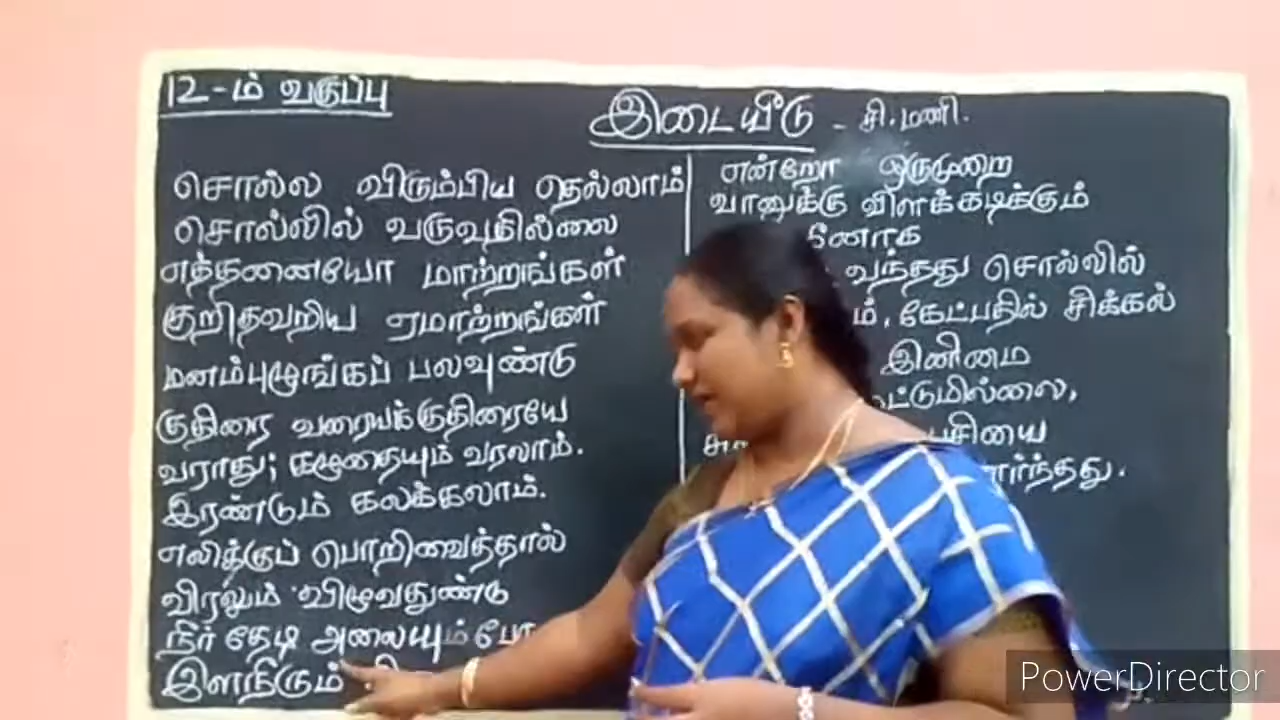 12-ம் வகுப்பு
இடையீடு - சி.மணி.
சொல்ல விரும்பிய தெல்லாம்
சொல்லில் வருவதில்லை
எத்தனையோ மாற்றங்கள்
குறிதவறிய ஏமாற்றங்கள்
மனம்புழுங்கப் பலவுண்டு
குதிரை வரையக்குதிரையே
வராது; கழுதையும் வரலாம்.
இரண்டும் கலக்கலாம்.
எலிக்குப் பொறிவைத்தால்
விரலும் விழுவதுண்டு
நீர் தேடி அலையும்போ
இளநீரும்
என்றோ ஒருமுறை
வானுக்கு விளக்கடிக்கும்
வந்தது சொல்லில்
கேட்பதில் சிக்கல்
இனிமை
PowerDirector